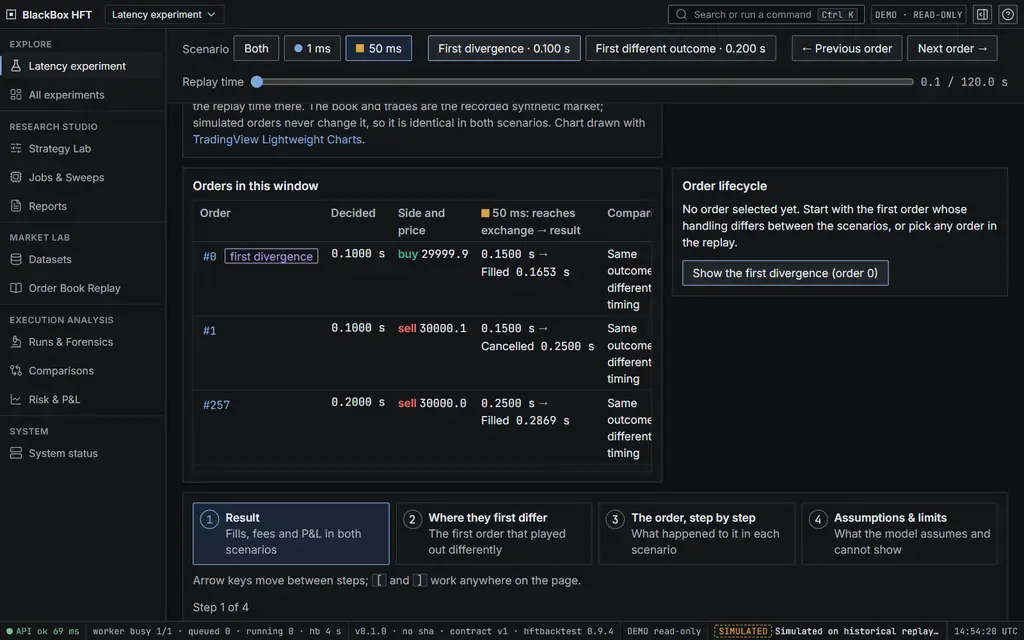 BlackBox HFT
Latency experiment
Search or run a command Ctrl K
DEMO · READ-ONLY
EXPLORE
Latency experiment
All experiments
RESEARCH STUDIO
Strategy Lab
Jobs & Sweeps
Reports
MARKET LAB
Datasets
Order Book Replay
EXECUTION ANALYSIS
Runs & Forensics
Comparisons
Risk & P&L
SYSTEM
System status
Scenario Both 1 ms 50 ms First divergence · 0.100 s First different outcome · 0.200 s ← Previous order Next order →
Replay time 0.1 / 120.0 s
the replay time there. The book and trades are the recorded synthetic market;
simulated orders never change it, so it is identical in both scenarios. Chart drawn with
TradingView Lightweight Charts.
Orders in this window
Order Decided Side and price 50 ms: reaches exchange → result Compari
#0 first divergence 0.1000 s buy 29999.9 0.1500 s → Filled 0.1653 s Same outcome different timing
#1 0.1000 s sell 30000.1 0.1500 s → Cancelled 0.2500 s Same outcome different timing
#257 0.2000 s sell 30000.0 0.2500 s → Filled 0.2869 s Same outcome different timing
Order lifecycle
No order selected yet. Start with the first order whose
handling differs between the scenarios, or pick any order in
the replay.
Show the first divergence (order 0)
1 Result
Fills, fees and P&L in both
scenarios
2 Where they first differ
The first order that played
out differently
3 The order, step by step
What happened to it in each
scenario
4 Assumptions & limits
What the model assumes and
cannot show
Arrow keys move between steps; [ and ] work anywhere on the page.
Step 1 of 4
API ok 69 ms worker busy 1/1 · queued 0 · running 0 · hb 4 s v0.1.0 · no sha · contract v1 · hftbacktest 0.9.4 DEMO read-only SIMULATED Simulated on historical replay… 14:54:20 UTC